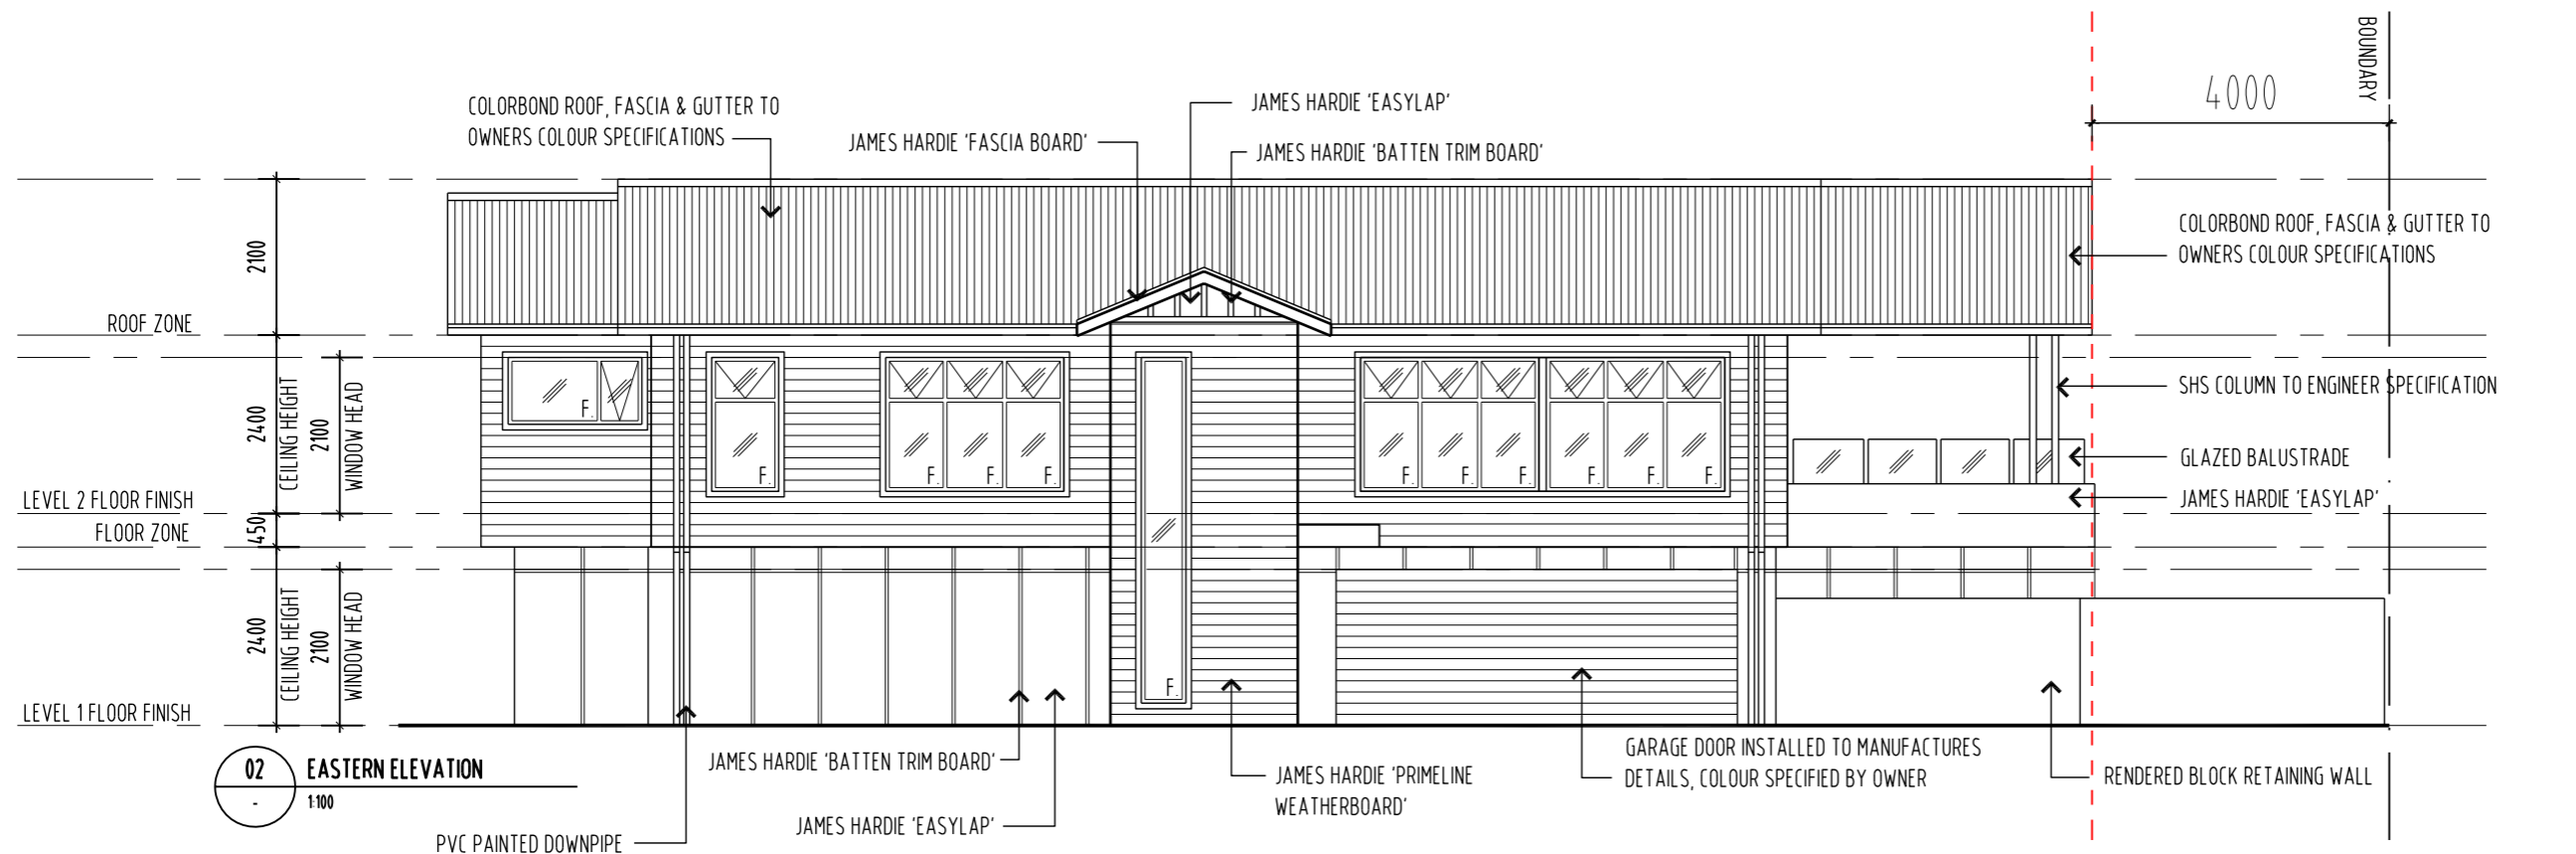 BOUNDARY
4000
COLORBOND ROOF, FASCIA & GUTTER TO
OWNERS COLOUR SPECIFICATIONS
JAMES HARDIE 'FASCIA BOARD'
JAMES HARDIE 'EASYLAP'
JAMES HARDIE 'BATTEN TRIM BOARD'
COLORBOND ROOF, FASCIA & GUTTER TO
OWNERS COLOUR SPECIFICATIONS
2100
ROOF ZONE
2400
CEILING HEIGHT
2100
WINDOW HEAD
F.
F.
F.
F.
F.
F.
F.
F.
F.
F.
F.
SHS COLUMN TO ENGINEER SPECIFICATION
GLAZED BALUSTRADE
JAMES HARDIE 'EASYLAP'
LEVEL 2 FLOOR FINISH
FLOOR ZONE
450
2400
CEILING HEIGHT
2100
WINDOW HEAD
F.
LEVEL 1 FLOOR FINISH
02
-
EASTERN ELEVATION
1:100
JAMES HARDIE 'BATTEN TRIM BOARD'
JAMES HARDIE 'EASYLAP'
PVC PAINTED DOWNPIPE
JAMES HARDIE 'PRIMELINE
WEATHERBOARD'
GARAGE DOOR INSTALLED TO MANUFACTURES
DETAILS, COLOUR SPECIFIED BY OWNER
RENDERED BLOCK RETAINING WALL